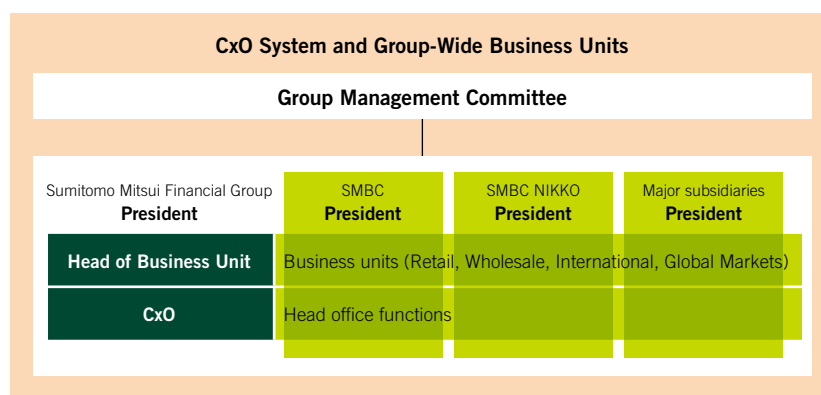 CxO System and Group-Wide Business Units
Group Management Committee
Sumitomo Mitsui Financial Group
President
SMBC
President
SMBC NIKKO
President
Major subsidiaries
President
Head of Business Unit
Business units (Retail, Wholesale, International, Global Markets)
CxO
Head office functions